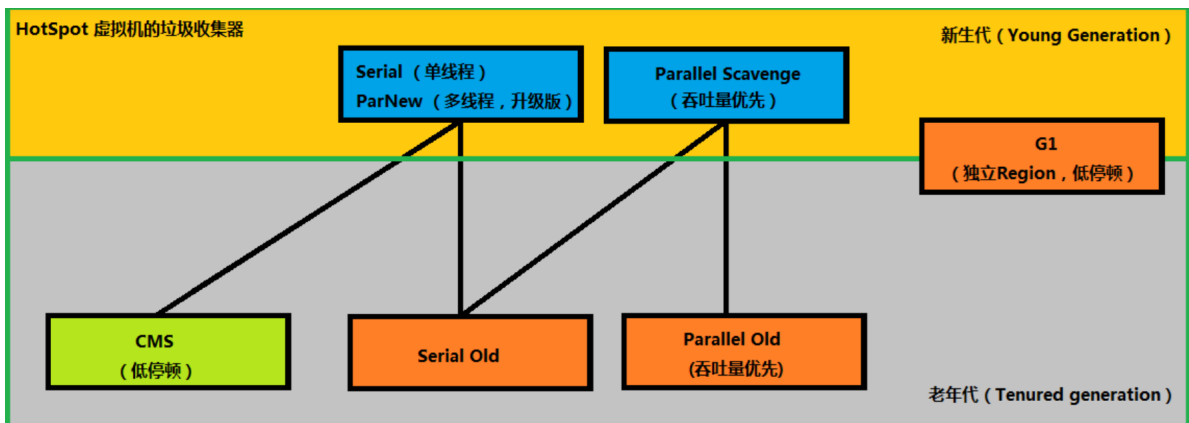 HotSpot 虚拟机的垃圾收集器
新生代（Young Generation）
Serial （单线程）
ParNew （多线程，升级版）
Parallel Scavenge
（吞吐量优先）
G1
（独立Region，低停顿）
CMS
（低停顿）
Serial Old
Parallel Old
(吞吐量优先)
老年代（Tenured generation）